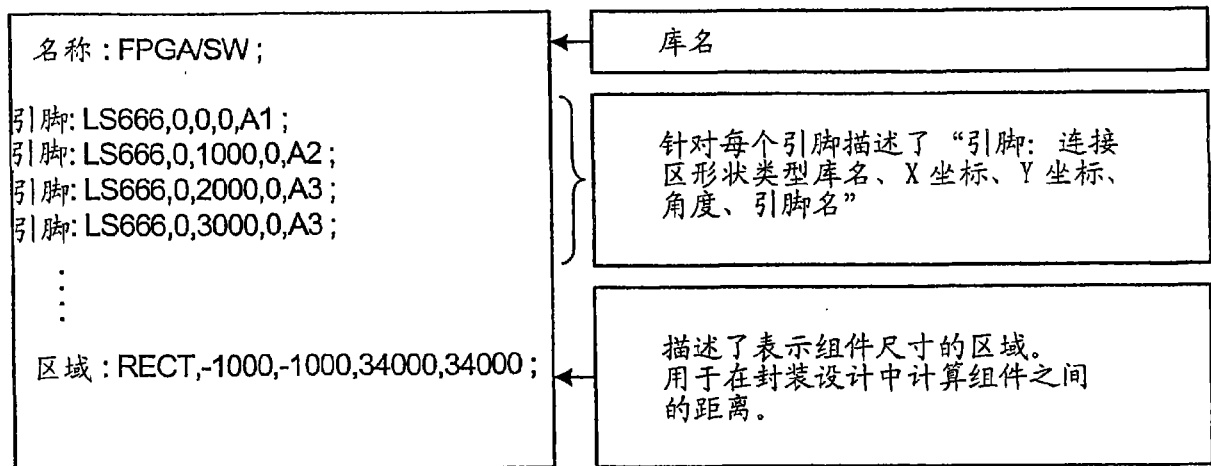 名称:FPGA/SW;
库名
引脚:LS666,0,0,0,A1;
引脚:LS666,0,1000,0,A2;
引脚:LS666,0,2000,0,A3;
引脚:LS666,0,3000,0,A3;
针对每个引脚描述了“引脚:连接
区形状类型库名、X坐标、Y坐标、
角度、引脚名”
区域:RECT,-1000,-1000,34000,34000;
描述了表示组件尺寸的区域。
用于在封装设计中计算组件之间
的距离。